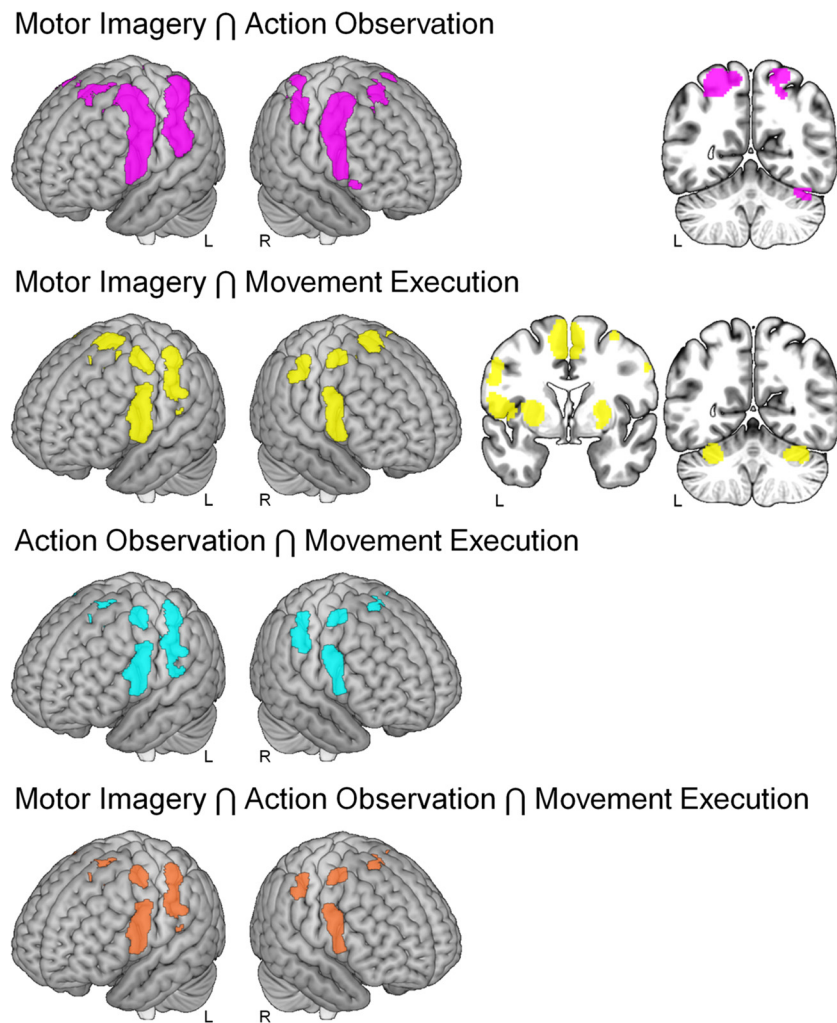 Motor Imagery ⋂ Action Observation
L
R
L
Motor Imagery ⋂ Movement Execution
L
R
L
L
Action Observation ⋂ Movement Execution
L
R
Motor Imagery ⋂ Action Observation ⋂ Movement Execution
L
R